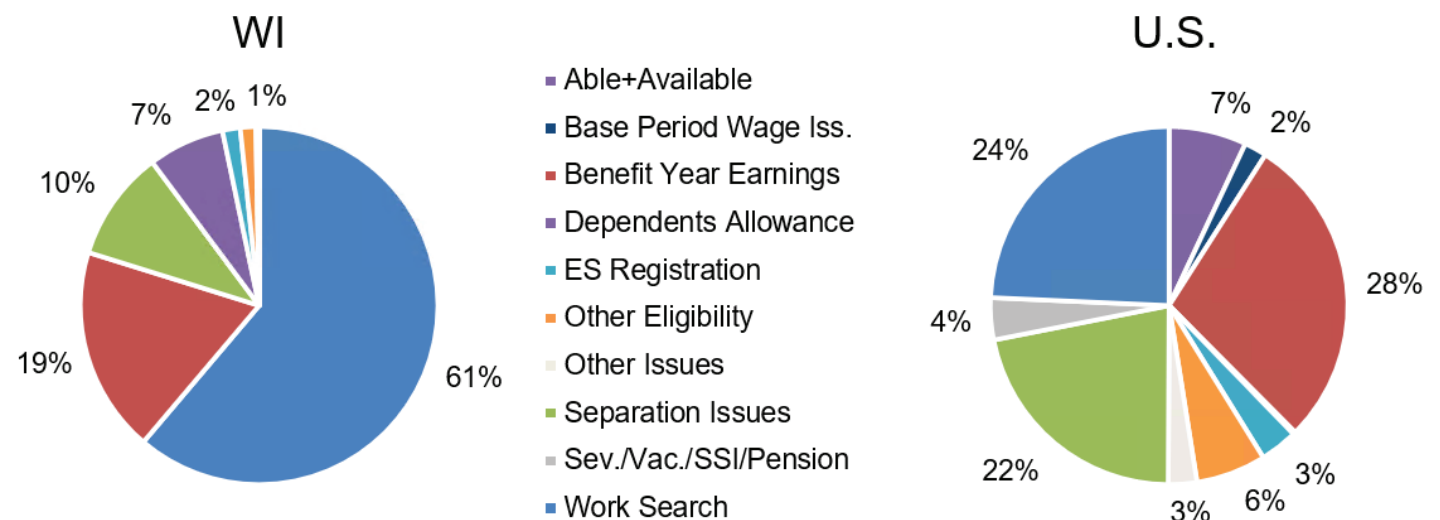 WI
U.S.
1%
2%
7%
10%
19%
61%
Able+Available
Base Period Wage Iss.
Benefit Year Earnings
Dependents Allowance
ES Registration
Other Eligibility
Other Issues
Separation Issues
Sev./Vac./SSI/Pension
Work Search
7%
2%
28%
3%
6%
3%
22%
4%
24%